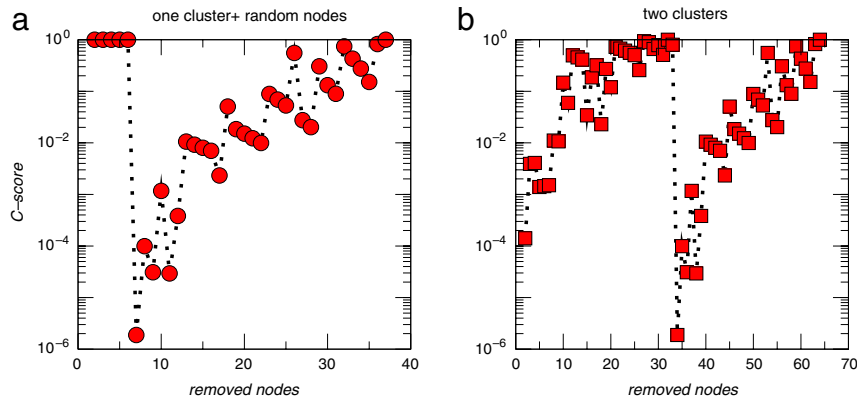 a
one cluster+ random nodes
C−score
10^0
10^−2
10^−4
10^−6
0 10 20 30 40
removed nodes
b
two clusters
10^0
10^−2
10^−4
10^−6
0 10 20 30 40 50 60 70
removed nodes